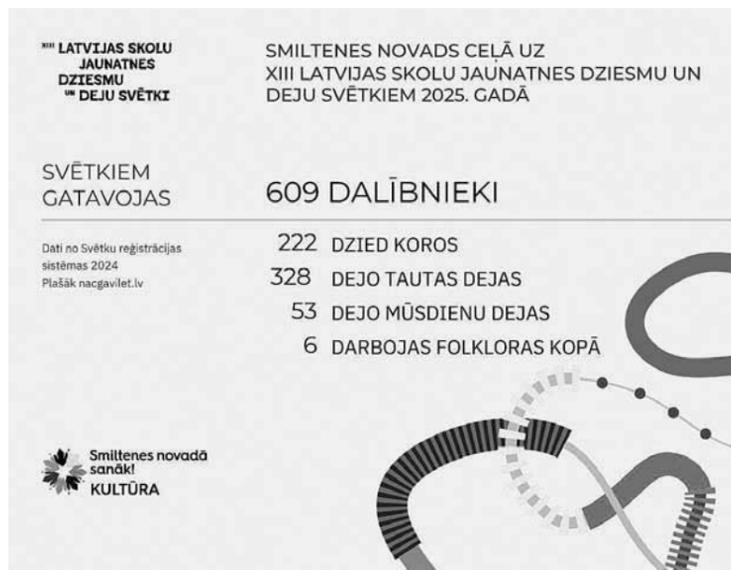 XIII LATVIJAS SKOLU
JAUNATNES
DZIESMU
UN DEJU SVĒTKI
SMILTENES NOVADS CEĻĀ UZ
XIII LATVIJAS SKOLU JAUNATNES DZIESMU UN
DEJU SVĒTKIEM 2025. GADĀ
SVĒTKIEM
GATAVOJAS
609 DALĪBNIEKI
Dati no Svētku reģistrācijas
sistēmas 2024
Plašāk nacgavilet.lv
222 DZIED KOROS
328 DEJO TAUTAS DEJAS
53 DEJO MŪSDIENU DEJAS
6 DARBOJAS FOLKLORAS KOPĀ
Smiltenes novadā
sanāk!
KULTŪRA